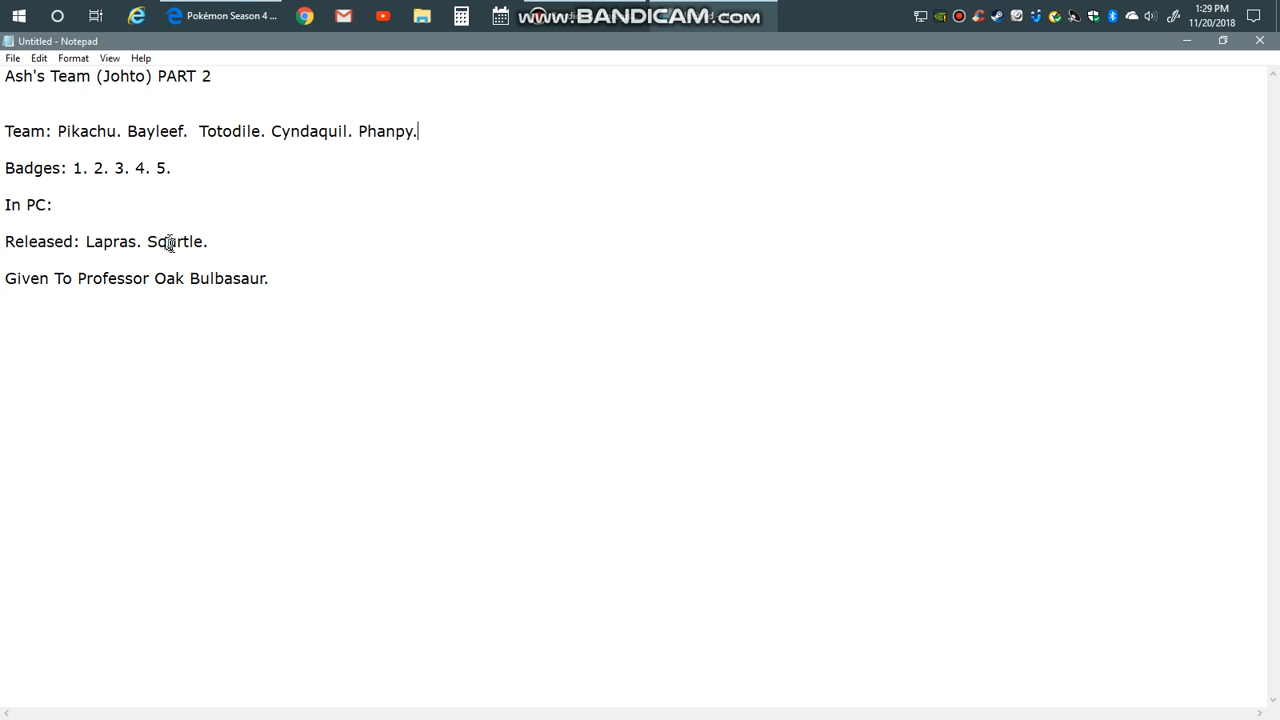 Pokémon Season 4 ...
www.BANDICAM.com
1:29 PM
11/20/2018
Untitled - Notepad
File Edit Format View Help
Ash's Team (Johto) PART 2
Team: Pikachu. Bayleef.  Totodile. Cyndaquil. Phanpy.
Badges: 1. 2. 3. 4. 5.
In PC:
Released: Lapras. Squrtle.
Given To Professor Oak Bulbasaur.